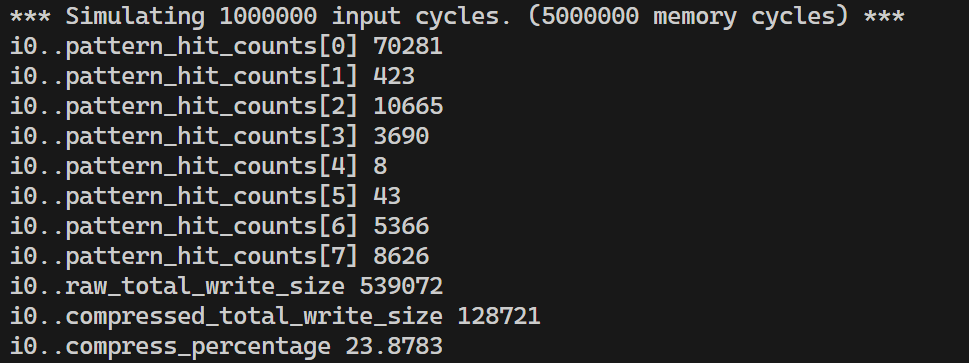 *** Simulating 1000000 input cycles. (5000000 memory cycles) ***
i0..pattern_hit_counts[0] 70281
i0..pattern_hit_counts[1] 423
i0..pattern_hit_counts[2] 10665
i0..pattern_hit_counts[3] 3690
i0..pattern_hit_counts[4] 8
i0..pattern_hit_counts[5] 43
i0..pattern_hit_counts[6] 5366
i0..pattern_hit_counts[7] 8626
i0..raw_total_write_size 539072
i0..compressed_total_write_size 128721
i0..compress_percentage 23.8783